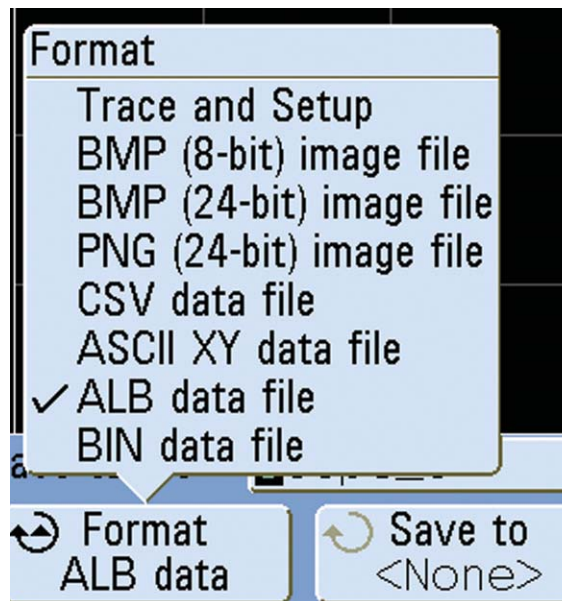 Format
Trace and Setup
BMP (8-bit) image file
BMP (24-bit) image file
PNG (24-bit) image file
CSV data file
ASCII XY data file
ALB data file
BIN data file
Format
ALB data
Save to
<None>